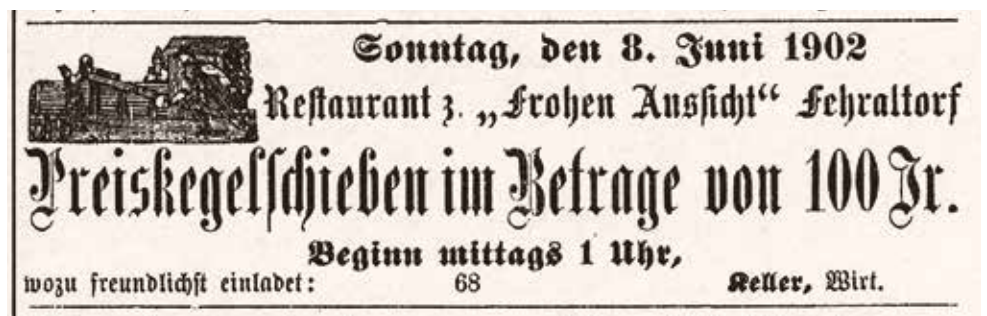 Sonntag, den 8. Juni 1902
Restaurant z. „Frohen Aussicht“ Fehraltorf
Preiskegelschieben im Betrage von 100 Fr.
Beginn mittags 1 Uhr,
wozu freundlichst einladet: 68 Keller, Wirt.